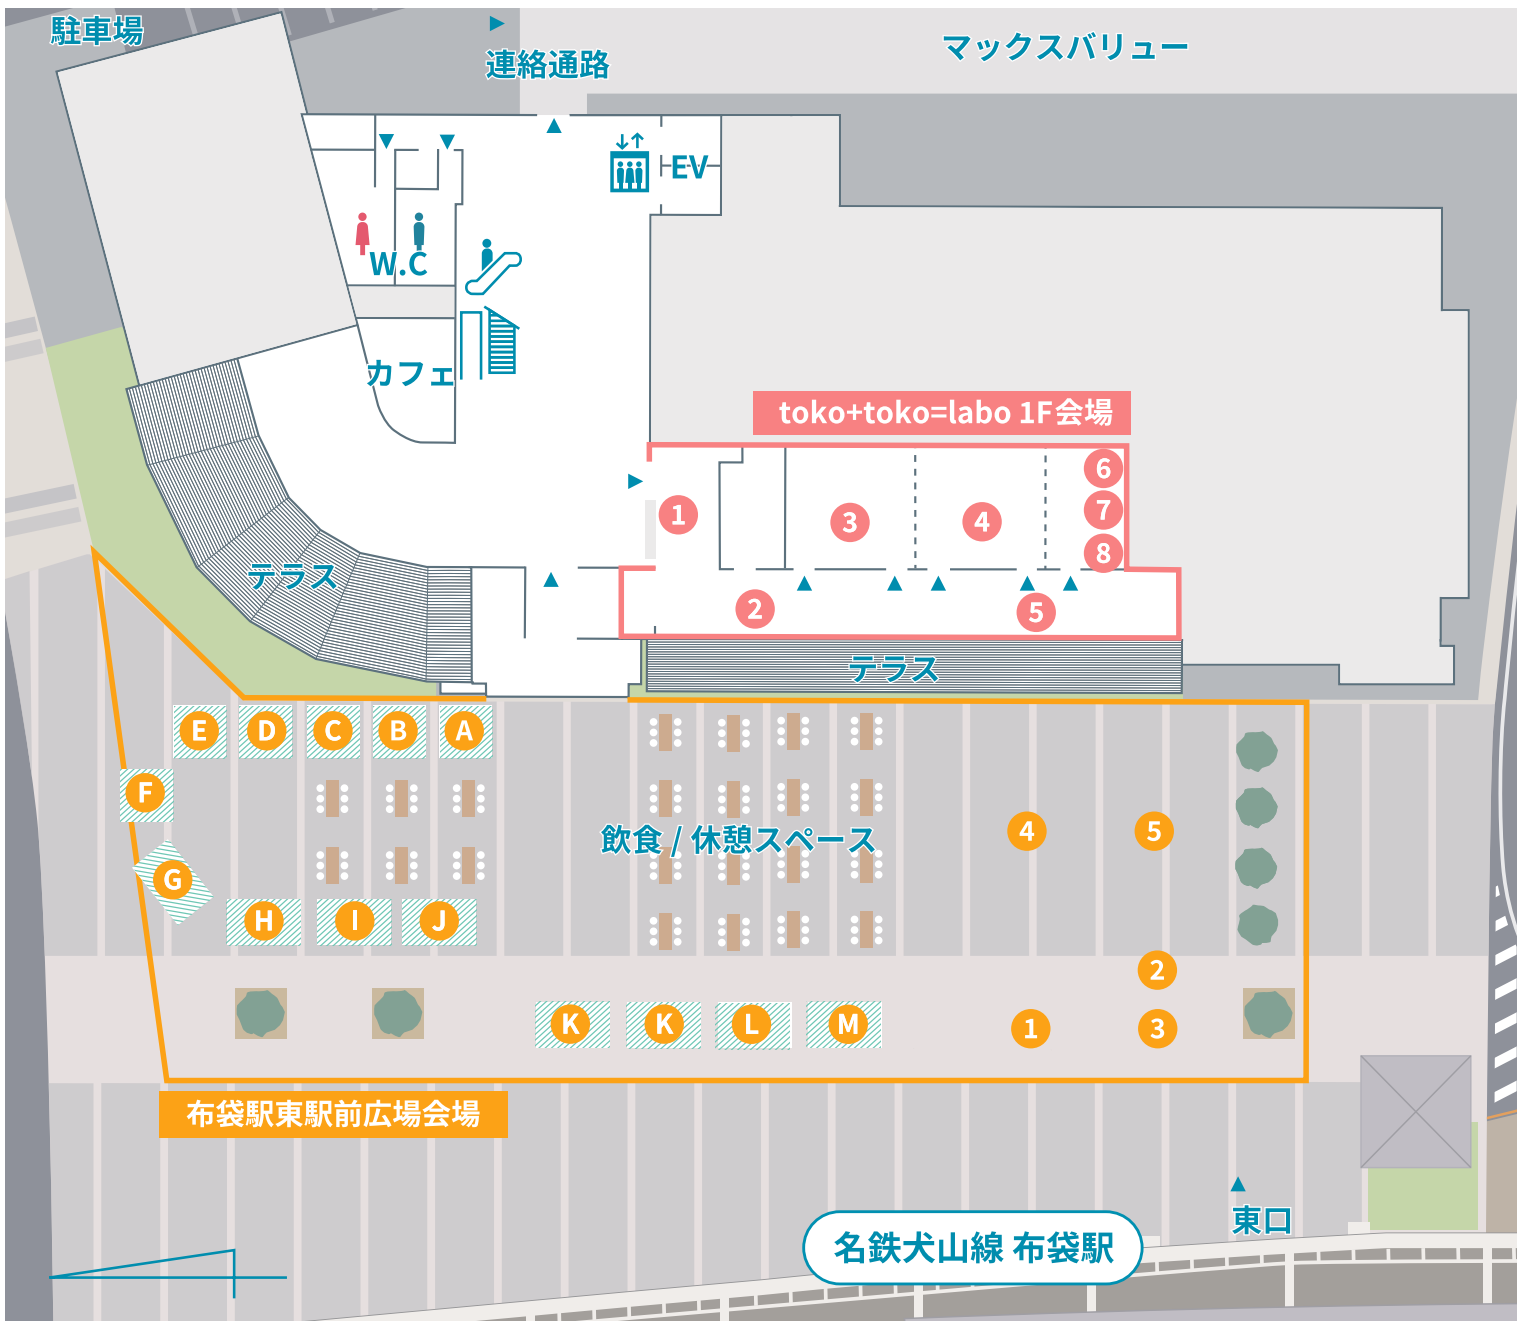 駐車場
連絡通路
マックスバリュー
EV
W.C
カフェ
toko+toko=labo 1F会場
6
7
1
3
4
8
テラス
2
5
テラス
E
D
C
B
A
F
飲食 / 休憩スペース
4
5
G
H
I
J
2
K
K
L
M
1
3
布袋駅東駅前広場会場
東口
名鉄犬山線 布袋駅